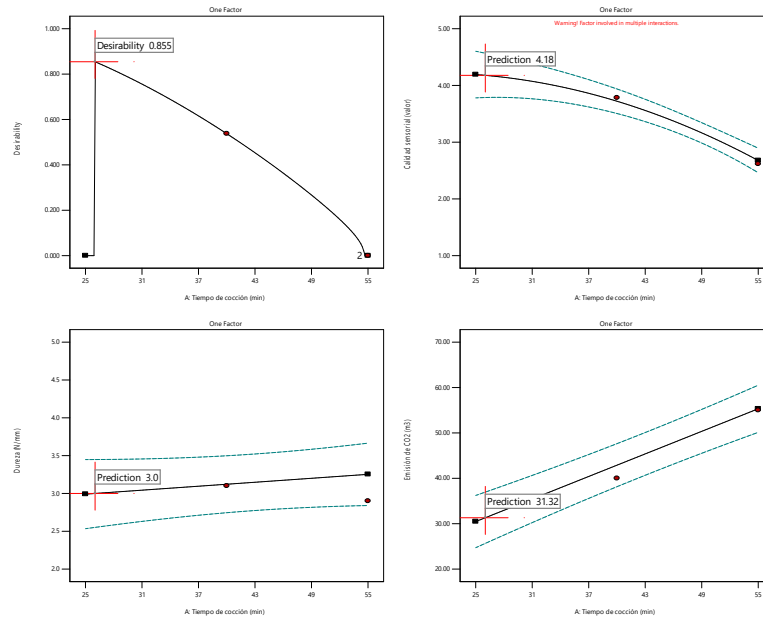 One Factor
1.000
0.800
0.600
0.400
0.200
0.000
Desirability
Desirability 0.855
2
25
31
37
43
49
55
A: Tiempo de cocción (min)
One Factor
Warning! Factor involved in multiple interactions.
5.00
4.00
3.00
2.00
1.00
Calidad sensorial (valor)
Prediction 4.18
25
31
37
43
49
55
A: Tiempo de cocción (min)
One Factor
5.0
4.5
4.0
3.5
3.0
2.5
2.0
Dureza (N/mm)
Prediction 3.0
25
31
37
43
49
55
A: Tiempo de cocción (min)
One Factor
70.00
60.00
50.00
40.00
30.00
20.00
Emisión de CO2 (m3)
Prediction 31.32
25
31
37
43
49
55
A: Tiempo de cocción (min)